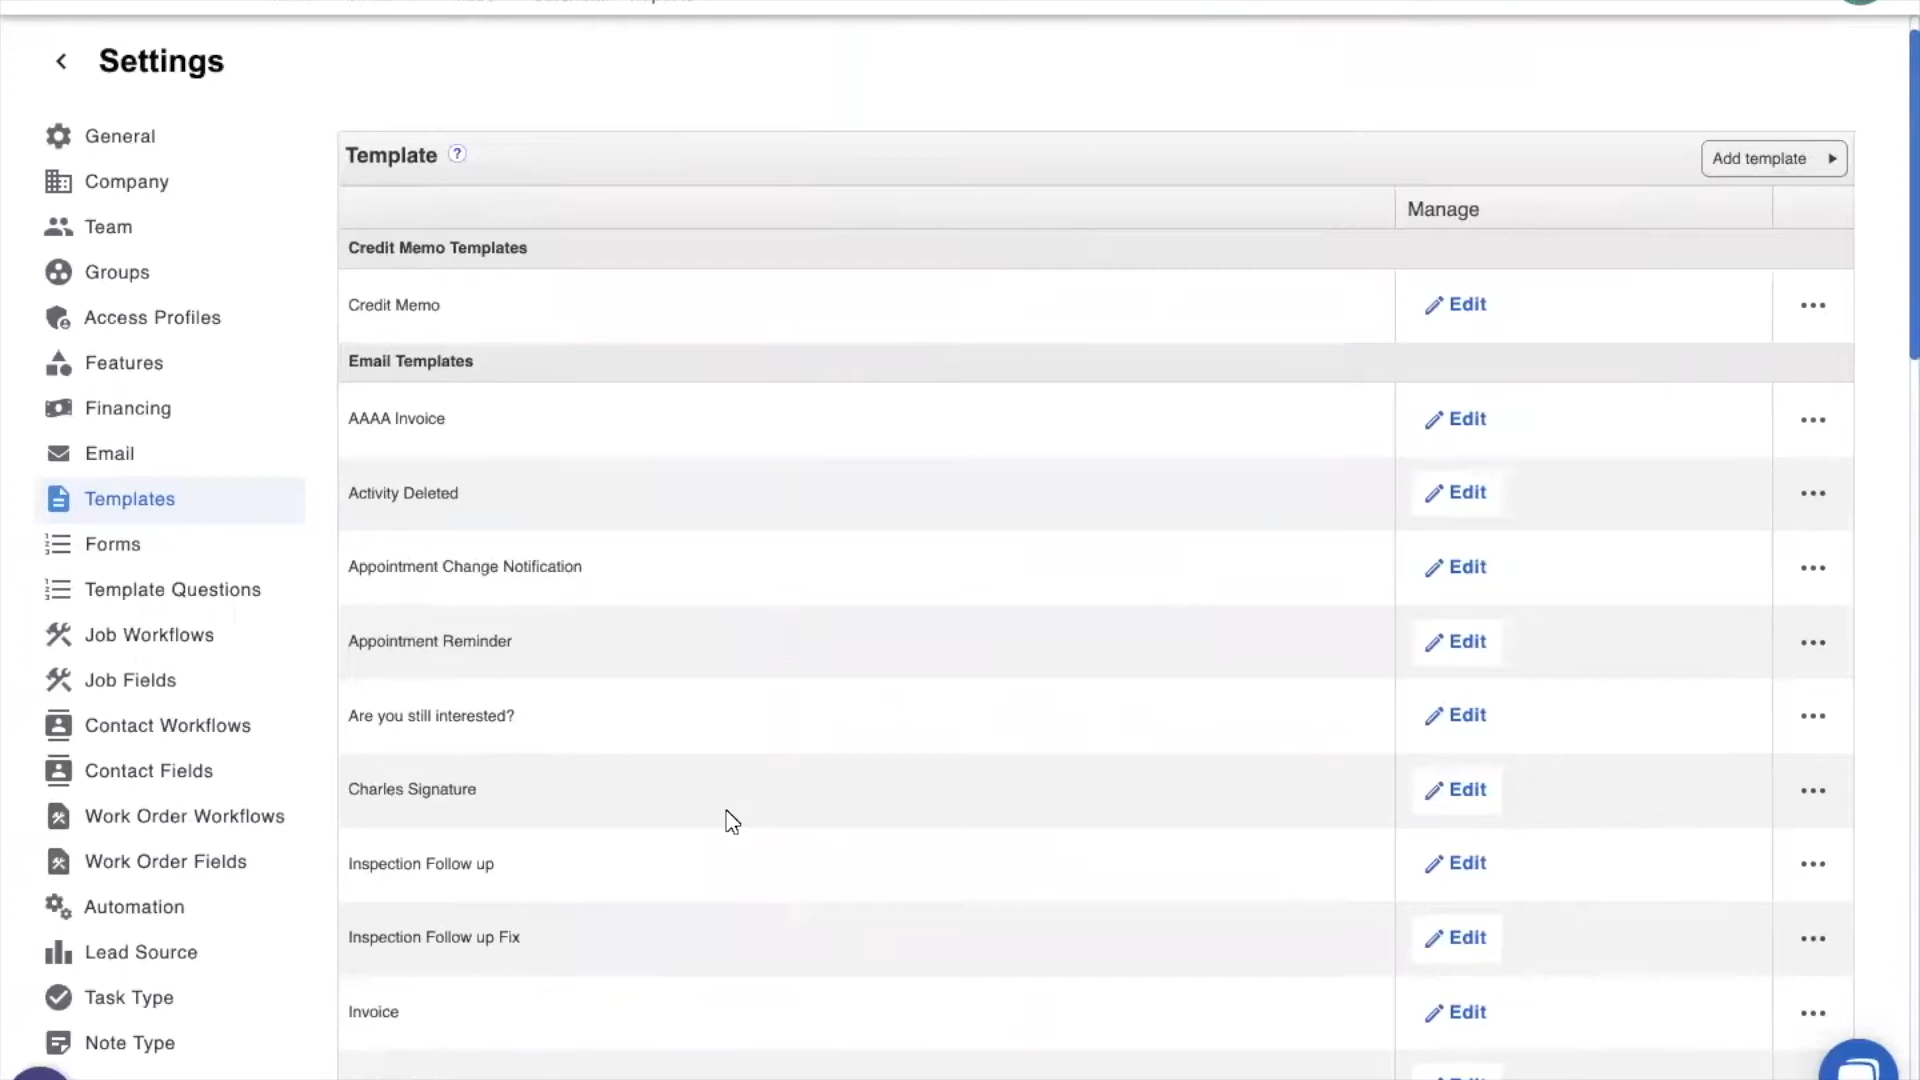 Settings
General
Company
Team
Groups
Access Profiles
Features
Financing
Email
Templates
Forms
Template Questions
Job Workflows
Job Fields
Contact Workflows
Contact Fields
Work Order Workflows
Work Order Fields
Automation
Lead Source
Task Type
Note Type
Template ?
Add template
Manage
Credit Memo Templates
Credit Memo Edit
Email Templates
AAAA Invoice Edit
Activity Deleted Edit
Appointment Change Notification Edit
Appointment Reminder Edit
Are you still interested? Edit
Charles Signature Edit
Inspection Follow up Edit
Inspection Follow up Fix Edit
Invoice Edit